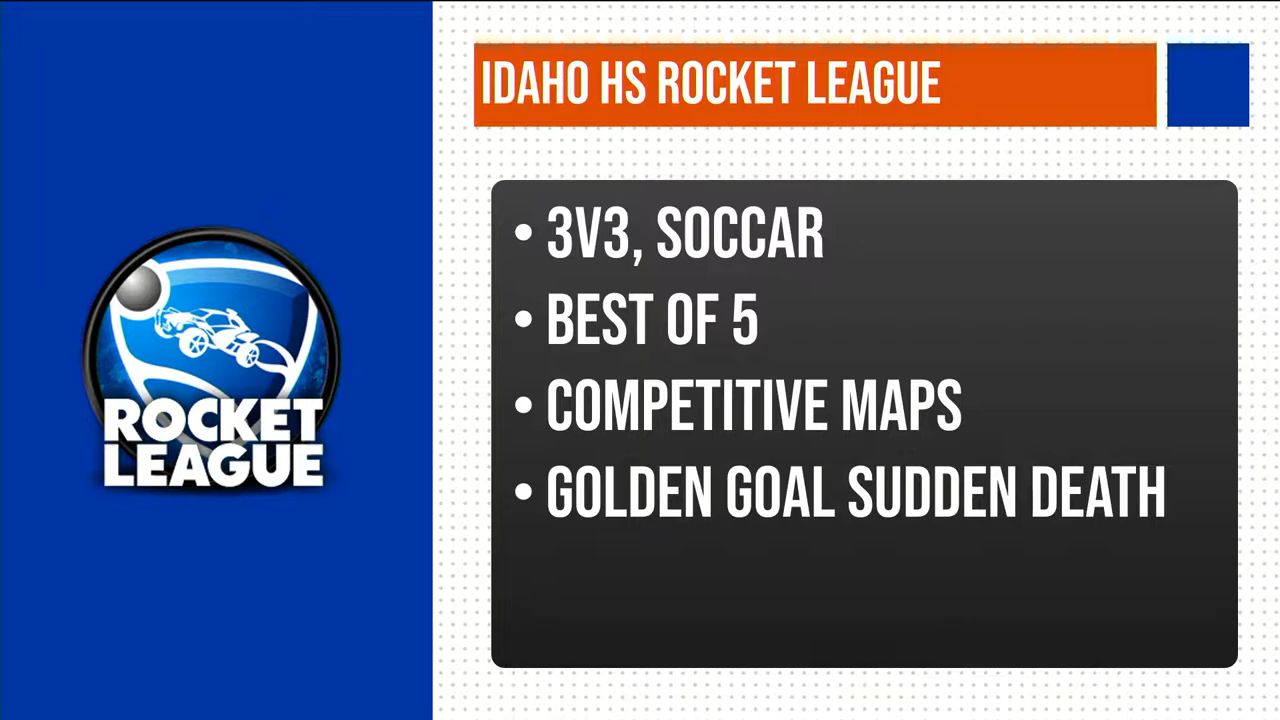 IDAHO HS ROCKET LEAGUE
• 3V3, SOCCAR
• BEST OF 5
• COMPETITIVE MAPS
• GOLDEN GOAL SUDDEN DEATH
ROCKET
LEAGUE